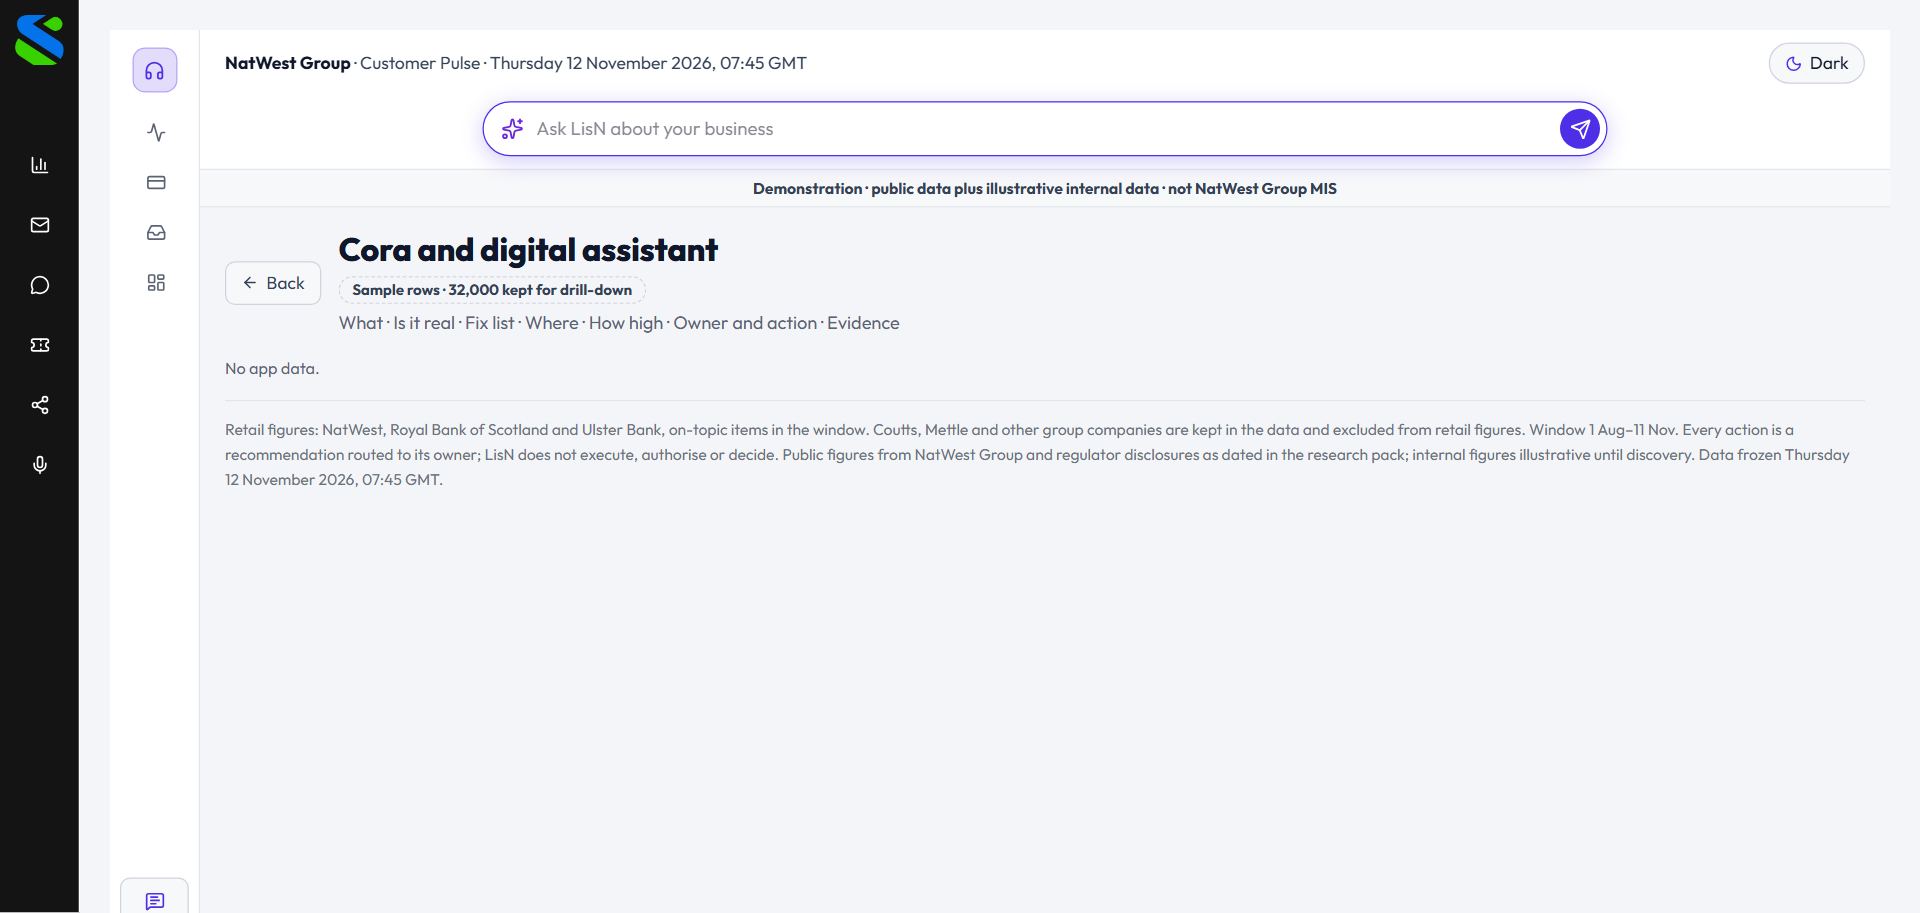 NatWest Group · Customer Pulse · Thursday 12 November 2026, 07:45 GMT
Dark
Ask LisN about your business
Demonstration · public data plus illustrative internal data · not NatWest Group MIS
Back
Cora and digital assistant
Sample rows · 32,000 kept for drill-down
What · Is it real · Fix list · Where · How high · Owner and action · Evidence
No app data.
Retail figures: NatWest, Royal Bank of Scotland and Ulster Bank, on-topic items in the window. Coutts, Mettle and other group companies are kept in the data and excluded from retail figures. Window 1 Aug–11 Nov. Every action is a
recommendation routed to its owner; LisN does not execute, authorise or decide. Public figures from NatWest Group and regulator disclosures as dated in the research pack; internal figures illustrative until discovery. Data frozen Thursday
12 November 2026, 07:45 GMT.